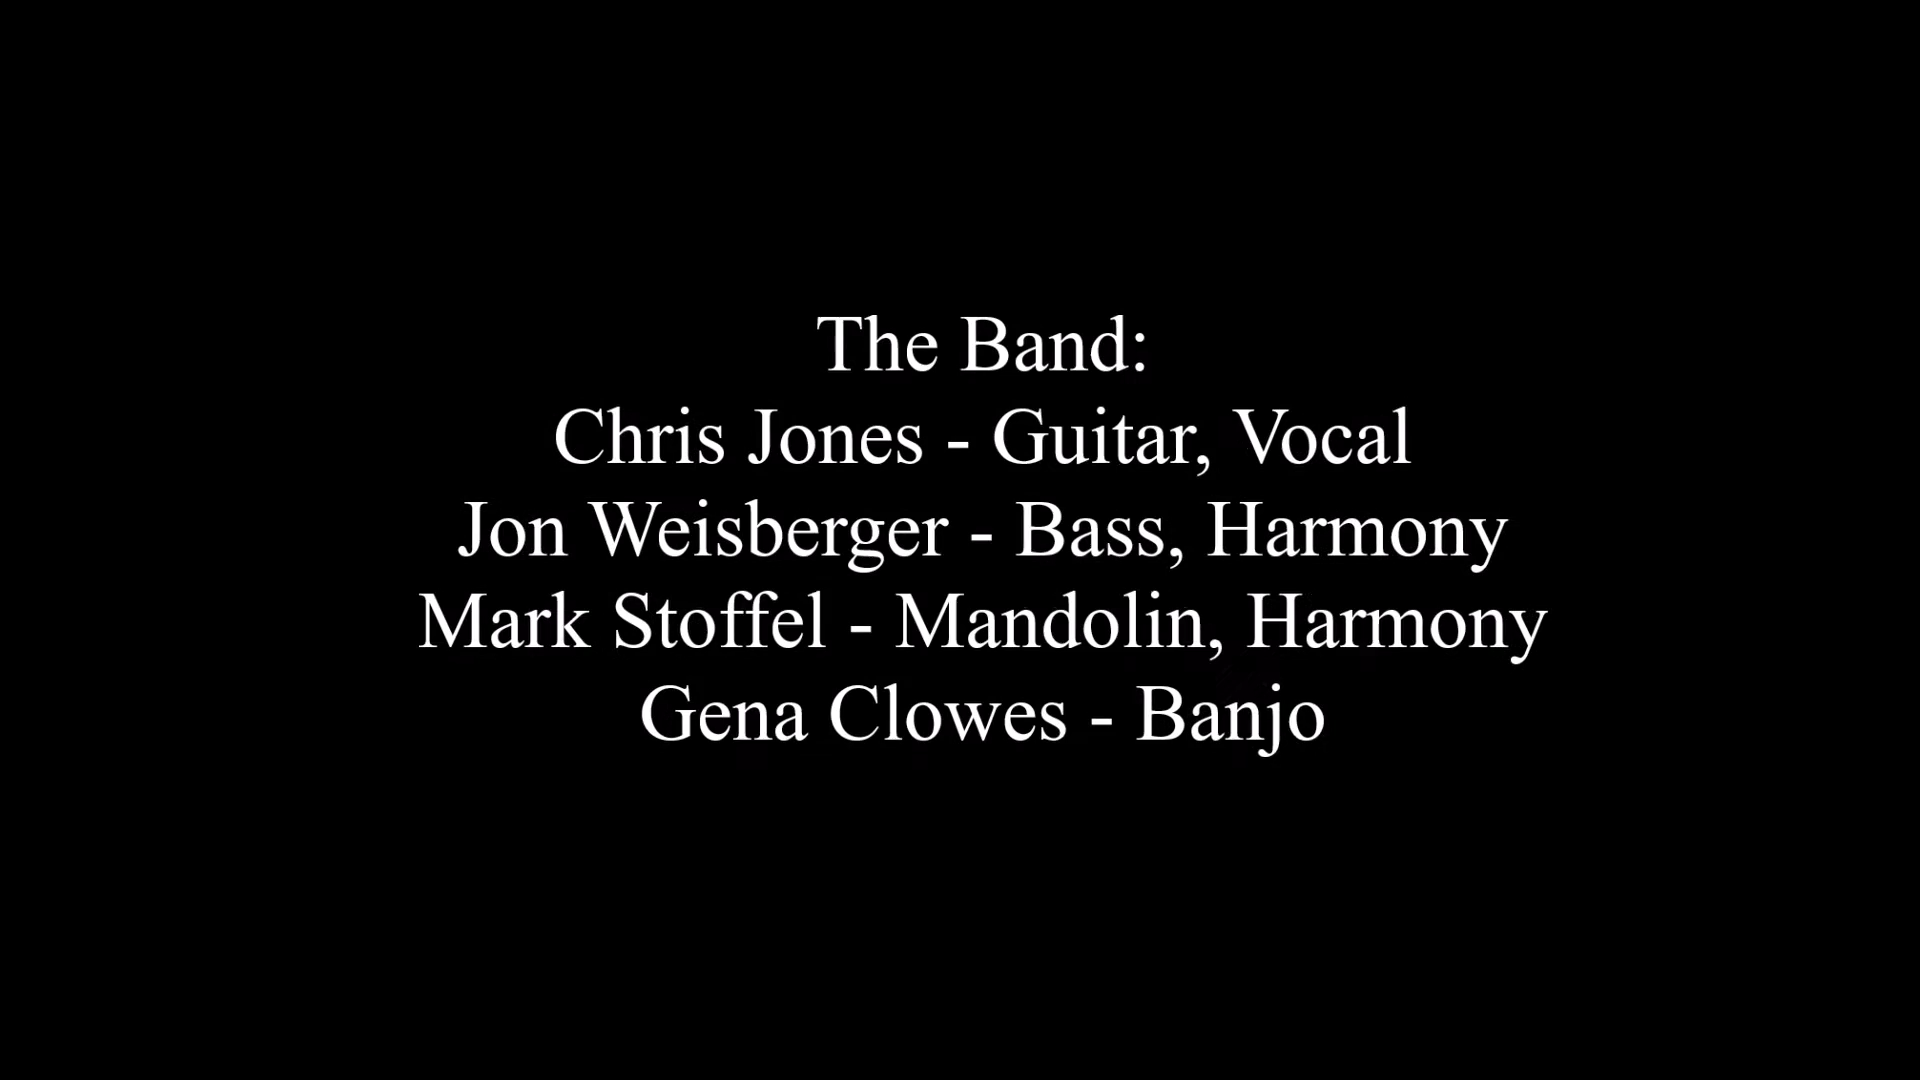 The Band:
Chris Jones - Guitar, Vocal
Jon Weisberger - Bass, Harmony
Mark Stoffel - Mandolin, Harmony
Gena Clowes - Banjo